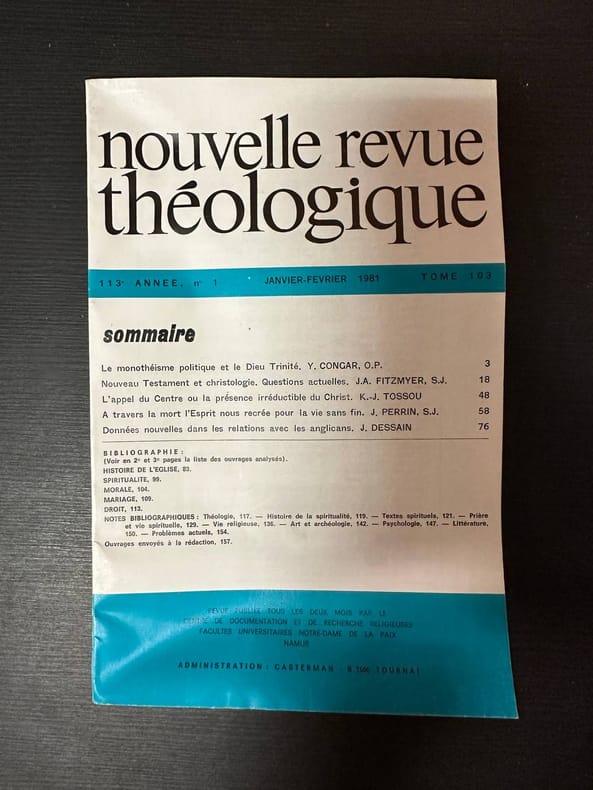 nouvelle revue
théologique
113e ANNEE, n° 1 JANVIER-FEVRIER 1981 TOME 103
sommaire
Le monothéisme politique et le Dieu Trinité. Y. CONGAR, O.P. 3
Nouveau Testament et christologie. Questions actuelles. J.A. FITZMYER, S.J. 18
L'appel du Centre ou la présence irréductible du Christ. K.-J. TOSSOU 48
A travers la mort l'Esprit nous recrée pour la vie sans fin. J. PERRIN, S.J. 58
Données nouvelles dans les relations avec les anglicans. J. DESSAIN 76
BIBLIOGRAPHIE :
(Voir en 2e et 3e pages la liste des ouvrages analysés).
HISTOIRE DE L'EGLISE, 83.
SPIRITUALITE, 99.
MORALE, 104.
MARIAGE, 109.
DROIT, 113.
NOTES BIBLIOGRAPHIQUES : Théologie, 117. — Histoire de la spiritualité, 119. — Textes spirituels, 121. — Prière
et vie spirituelle, 129. — Vie religieuse, 136. — Art et archéologie, 142. — Psychologie, 147. — Littérature,
150. — Problèmes actuels, 154.
Ouvrages envoyés à la rédaction, 157.
REVUE PUBLIEE TOUS LES DEUX MOIS PAR LE
CENTRE DE DOCUMENTATION ET DE RECHERCHE RELIGIEUSES
FACULTES UNIVERSITAIRES NOTRE-DAME DE LA PAIX
NAMUR
ADMINISTRATION : CASTERMAN - B 7500 TOURNAI